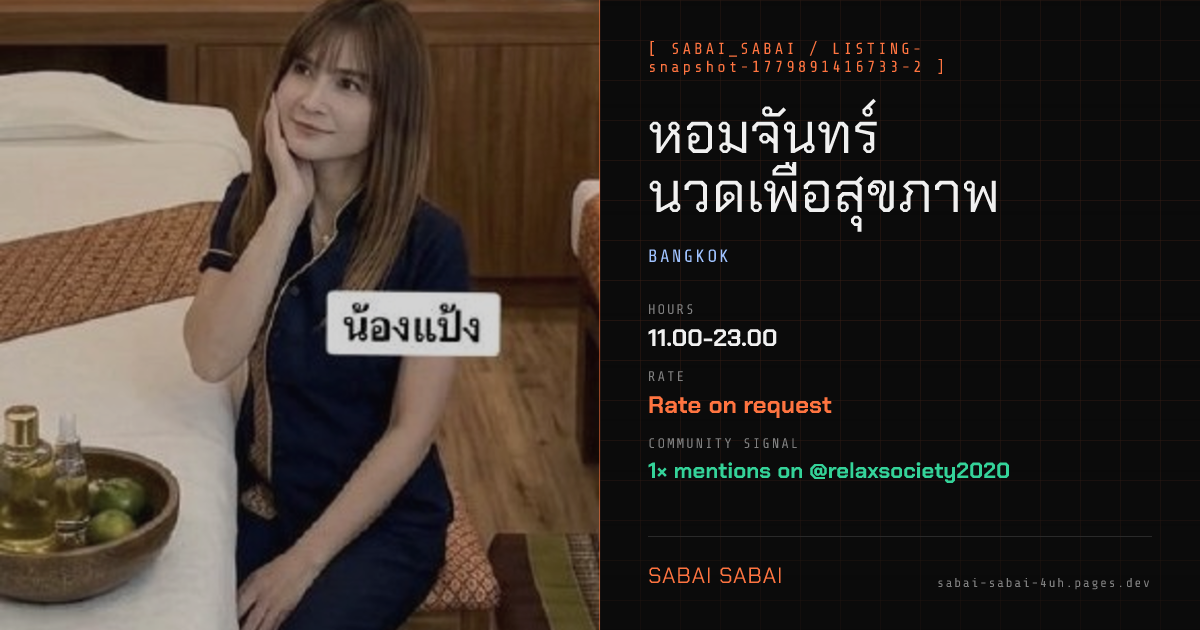 น้องแป้ง
[ SABAI_SABAI / LISTING-
snapshot-1779891416733-2 ]
หอมจันทร์
นวดเพื่อสุขภาพ
BANGKOK
HOURS
11.00-23.00
RATE
Rate on request
COMMUNITY SIGNAL
1× mentions on @relaxsociety2020
SABAI SABAI
sabai-sabai-4uh.pages.dev